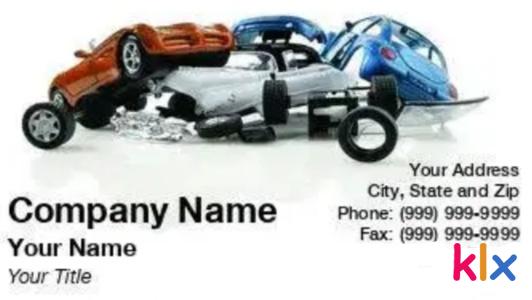 Company Name
Your Name
Your Title
Your Address
City, State and Zip
Phone: (999) 999-9999
Fax: (999) 999-9999
klx